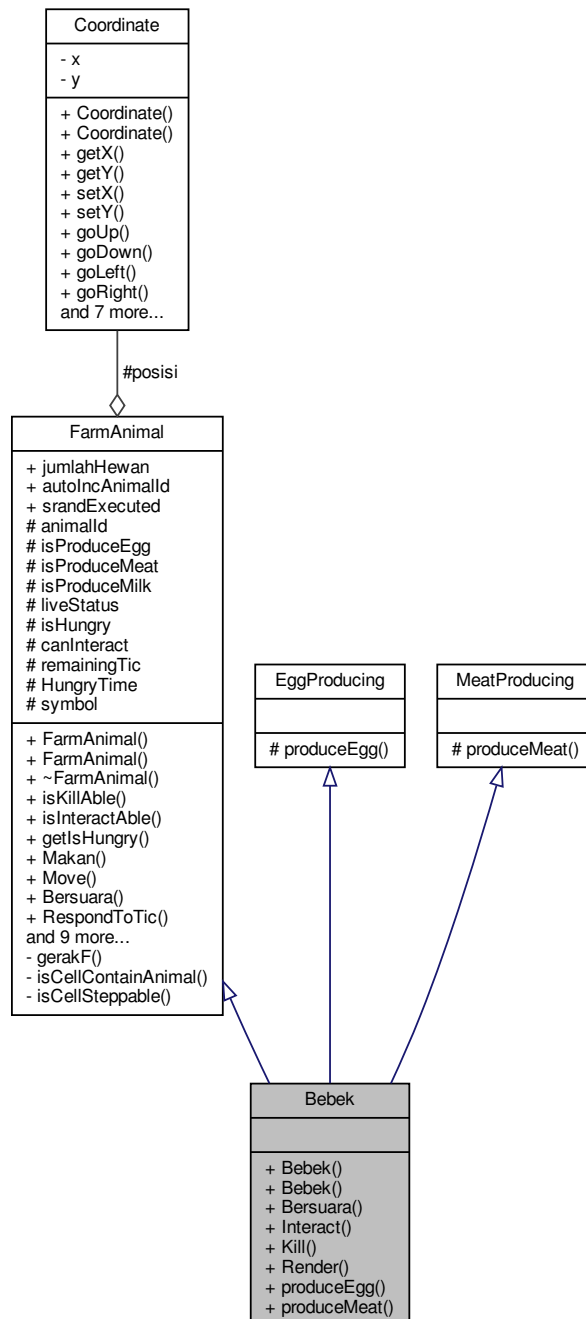 Coordinate
- x
- y
+ Coordinate()
+ Coordinate()
+ getX()
+ getY()
+ setX()
+ setY()
+ goUp()
+ goDown()
+ goLeft()
+ goRight()
and 7 more...
#posisi
FarmAnimal
+ jumlahHewan
+ autoIncAnimalId
+ srandExecuted
# animalId
# isProduceEgg
# isProduceMeat
# isProduceMilk
# liveStatus
# isHungry
# canInteract
# remainingTic
# HungryTime
# symbol
+ FarmAnimal()
+ FarmAnimal()
+ ~FarmAnimal()
+ isKillAble()
+ isInteractAble()
+ getIsHungry()
+ Makan()
+ Move()
+ Bersuara()
+ RespondToTic()
and 9 more...
- gerakF()
- isCellContainAnimal()
- isCellSteppable()
EggProducing
# produceEgg()
MeatProducing
# produceMeat()
Bebek
+ Bebek()
+ Bebek()
+ Bersuara()
+ Interact()
+ Kill()
+ Render()
+ produceEgg()
+ produceMeat()